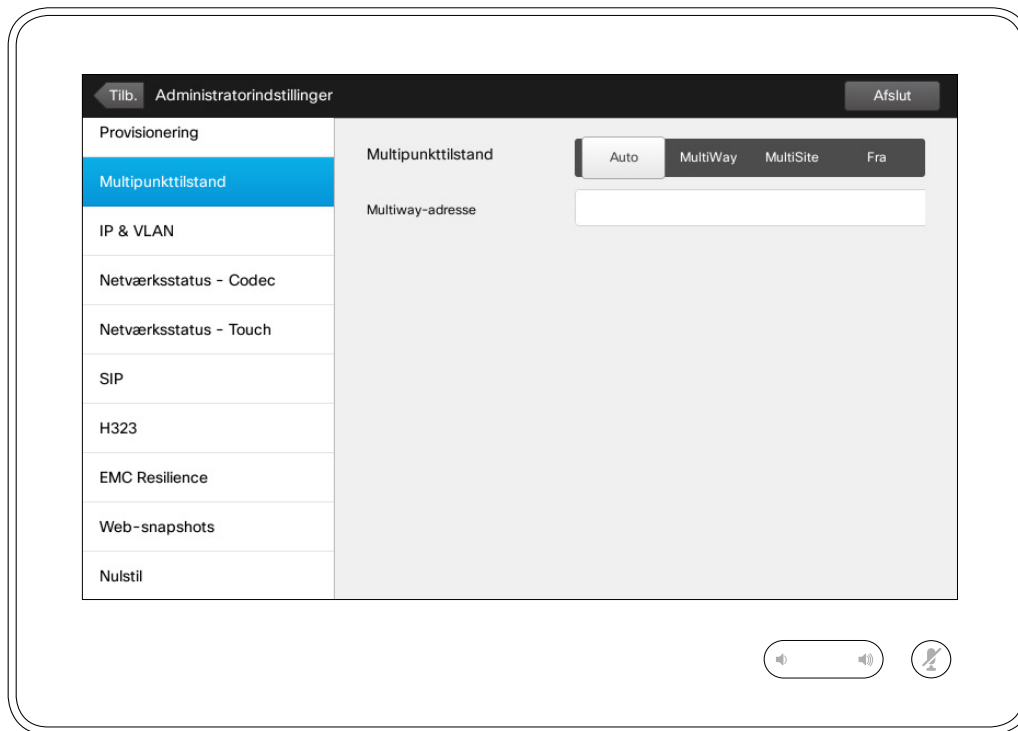 Tilb. Administratorindstillinger Afslut
Provisionering
Multipunkttilstand
IP & VLAN
Netværksstatus - Codec
Netværksstatus - Touch
SIP
H323
EMC Resilience
Web-snapshots
Nulstil
Multipunkttilstand Auto MultiWay MultiSite Fra
Multiway-adresse